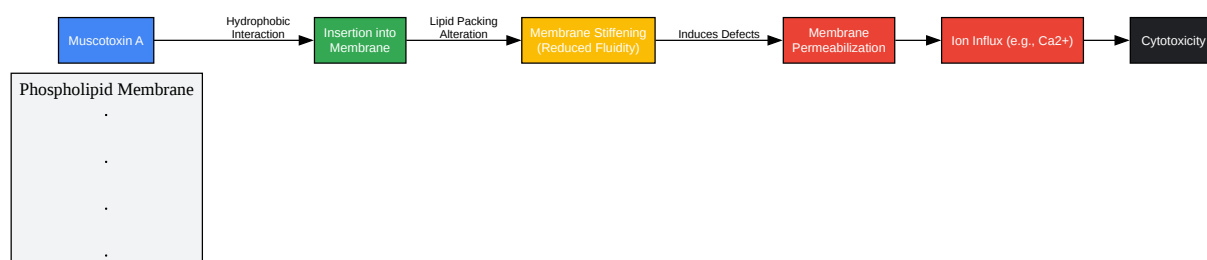 Muscotoxin A
Hydrophobic
Interaction
Insertion into
Membrane
Lipid Packing
Alteration
Membrane Stiffening
(Reduced Fluidity)
Induces Defects
Membrane
Permeabilization
Ion Influx (e.g., Ca2+)
Cytotoxicity
Phospholipid Membrane
.
.
.
.